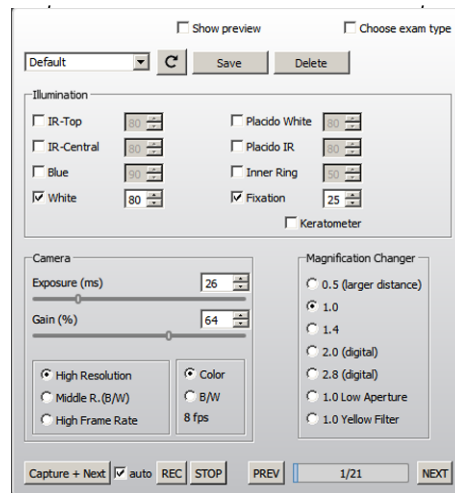 Show preview Choose exam type
Default Save Delete
Illumination
IR-Top 80 Placido White 80
IR-Central 80 Placido IR 80
Blue 90 Inner Ring 50
White 80 Fixation 25
Keratometer
Camera
Exposure (ms) 26
Gain (%) 64
High Resolution
Middle R.(B/W)
High Frame Rate
Color
B/W
8 fps
Magnification Changer
0.5 (larger distance)
1.0
1.4
2.0 (digital)
2.8 (digital)
1.0 Low Aperture
1.0 Yellow Filter
Capture + Next auto REC STOP PREV 1/21 NEXT